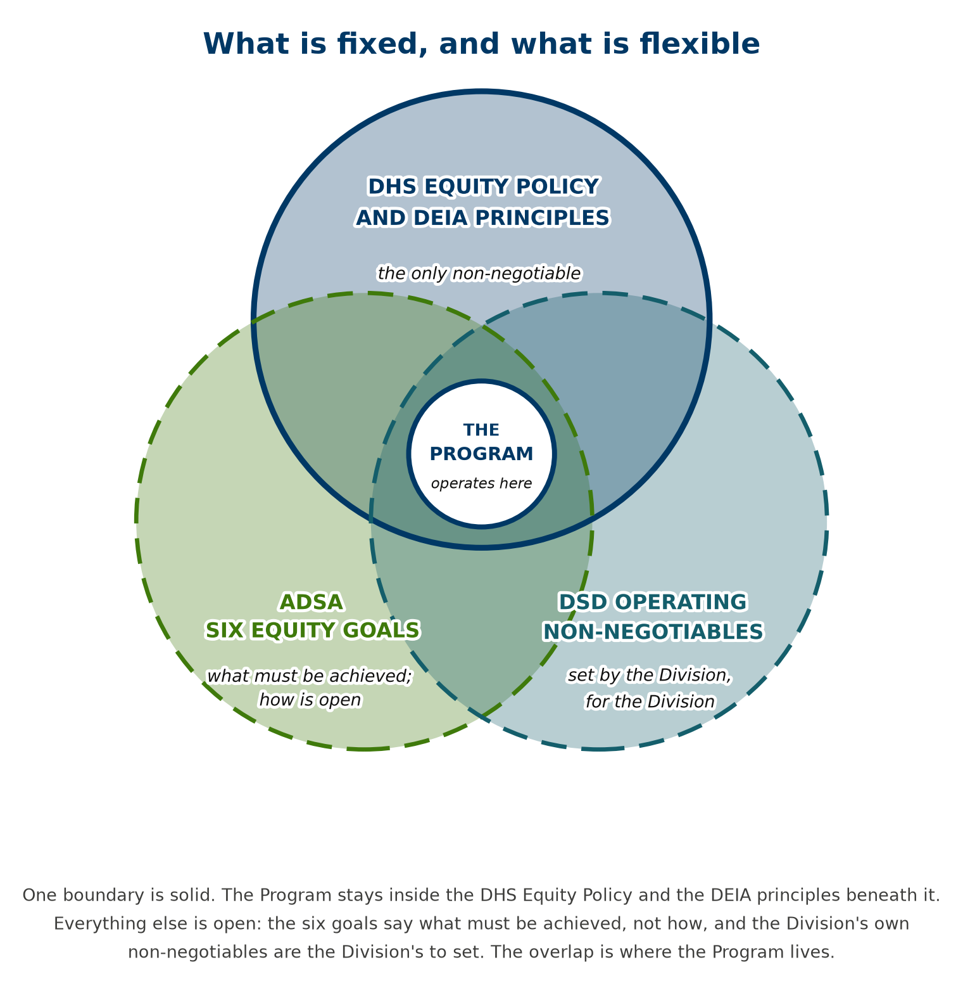 What is fixed, and what is flexible
DHS EQUITY POLICY
AND DEIA PRINCIPLES
the only non-negotiable
THE
PROGRAM
operates here
ADSA
SIX EQUITY GOALS
what must be achieved;
how is open
DSD OPERATING
NON-NEGOTIABLES
set by the Division,
for the Division
One boundary is solid. The Program stays inside the DHS Equity Policy and the DEIA principles beneath it.
Everything else is open: the six goals say what must be achieved, not how, and the Division's own
non-negotiables are the Division's to set. The overlap is where the Program lives.